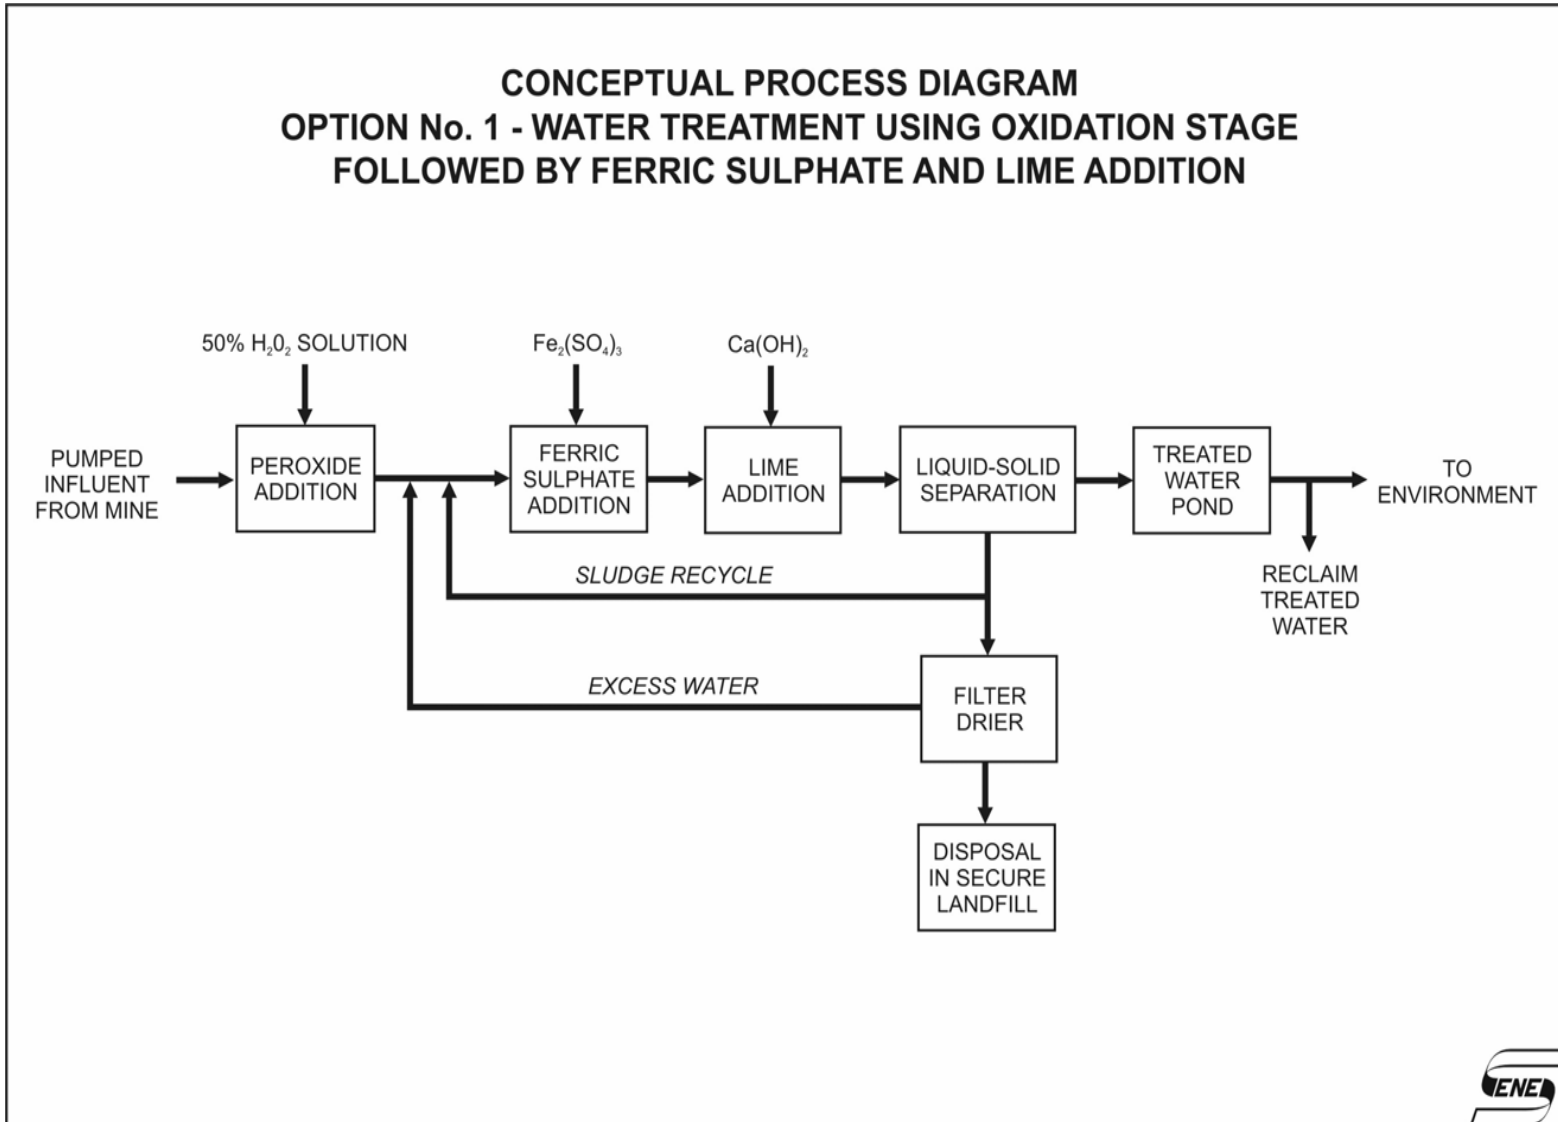 CONCEPTUAL PROCESS DIAGRAM
OPTION No. 1 - WATER TREATMENT USING OXIDATION STAGE
FOLLOWED BY FERRIC SULPHATE AND LIME ADDITION
50% H₂0₂ SOLUTION
Fe₂(SO₄)₃
Ca(OH)₂
PUMPED
INFLUENT
FROM MINE
PEROXIDE
ADDITION
FERRIC
SULPHATE
ADDITION
LIME
ADDITION
LIQUID-SOLID
SEPARATION
TREATED
WATER
POND
TO
ENVIRONMENT
SLUDGE RECYCLE
RECLAIM
TREATED
WATER
EXCESS WATER
FILTER
DRIER
DISPOSAL
IN SECURE
LANDFILL
SENES